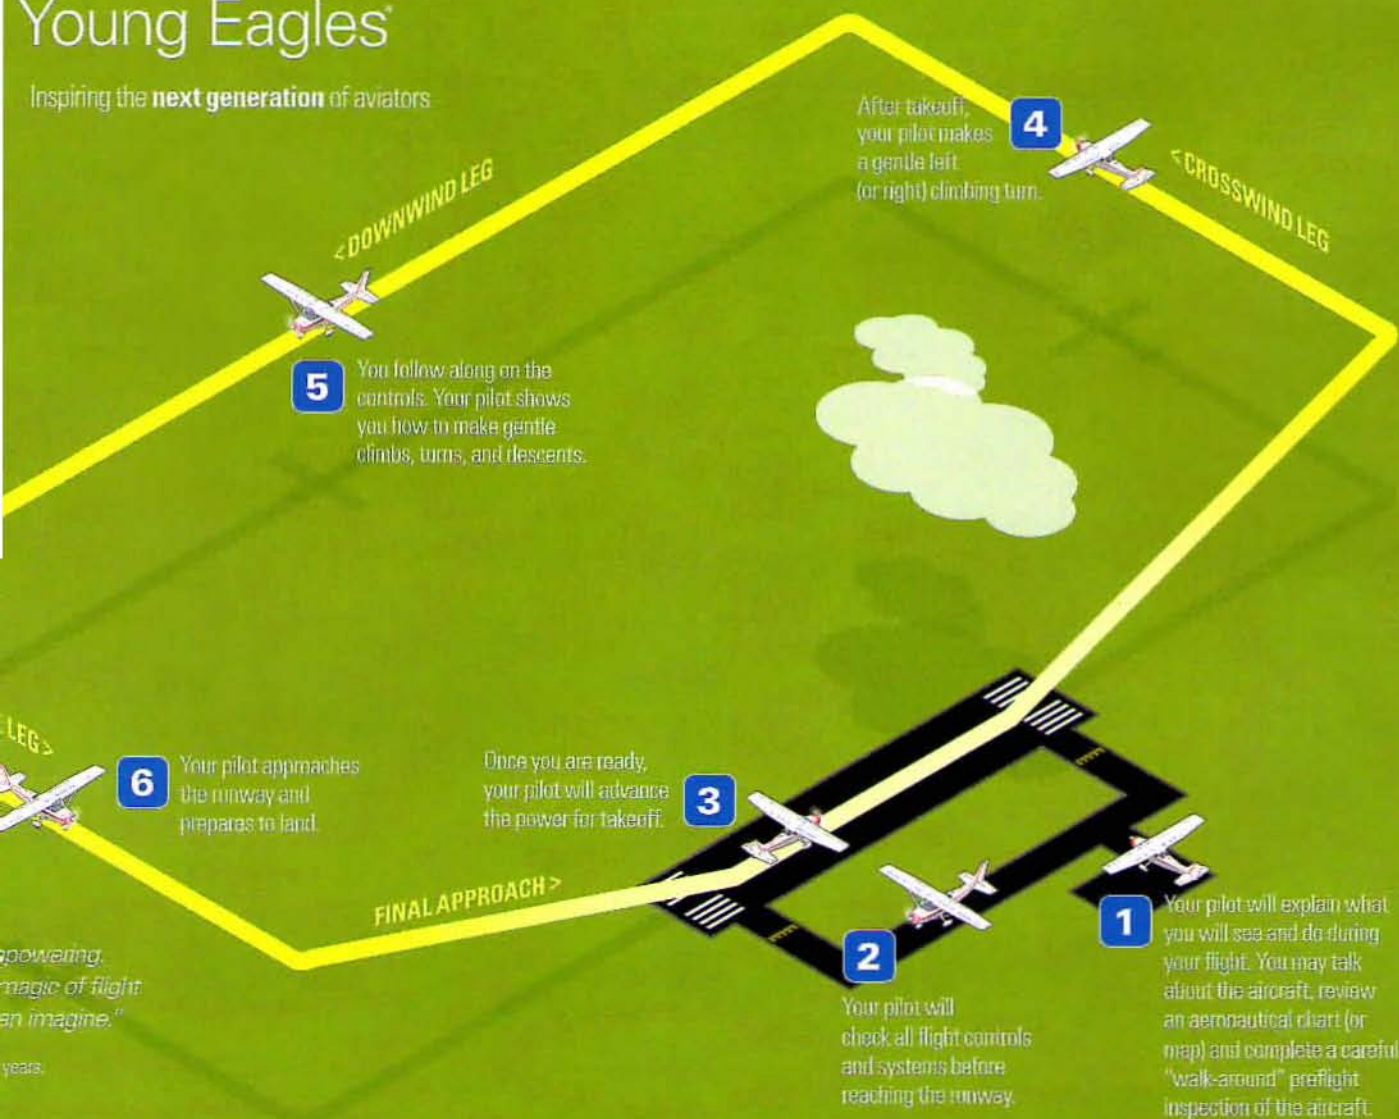 Young Eagles®
Inspiring the next generation of aviators
After takeoff,
your pilot makes
a gentle left
(or right) climbing turn.
4
< CROSSWIND LEG
< DOWNWIND LEG
5
You follow along on the
controls. Your pilot shows
you how to make gentle
climbs, turns, and descents.
LEG >
6
Your pilot approaches
the runway and
prepares to land.
Once you are ready,
your pilot will advance
the power for takeoff.
3
FINAL APPROACH >
2
Your pilot will
check all flight controls
and systems before
reaching the runway.
1
Your pilot will explain what
you will see and do during
your flight. You may talk
about the aircraft, review
an aeronautical chart (or
map) and complete a careful
"walk-around" preflight
inspection of the aircraft.
powering.
magic of flight
an imagine."
years.